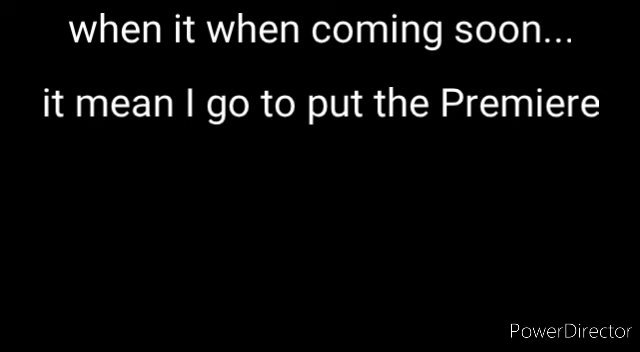 when it when coming soon...
it mean I go to put the Premiere
PowerDirector